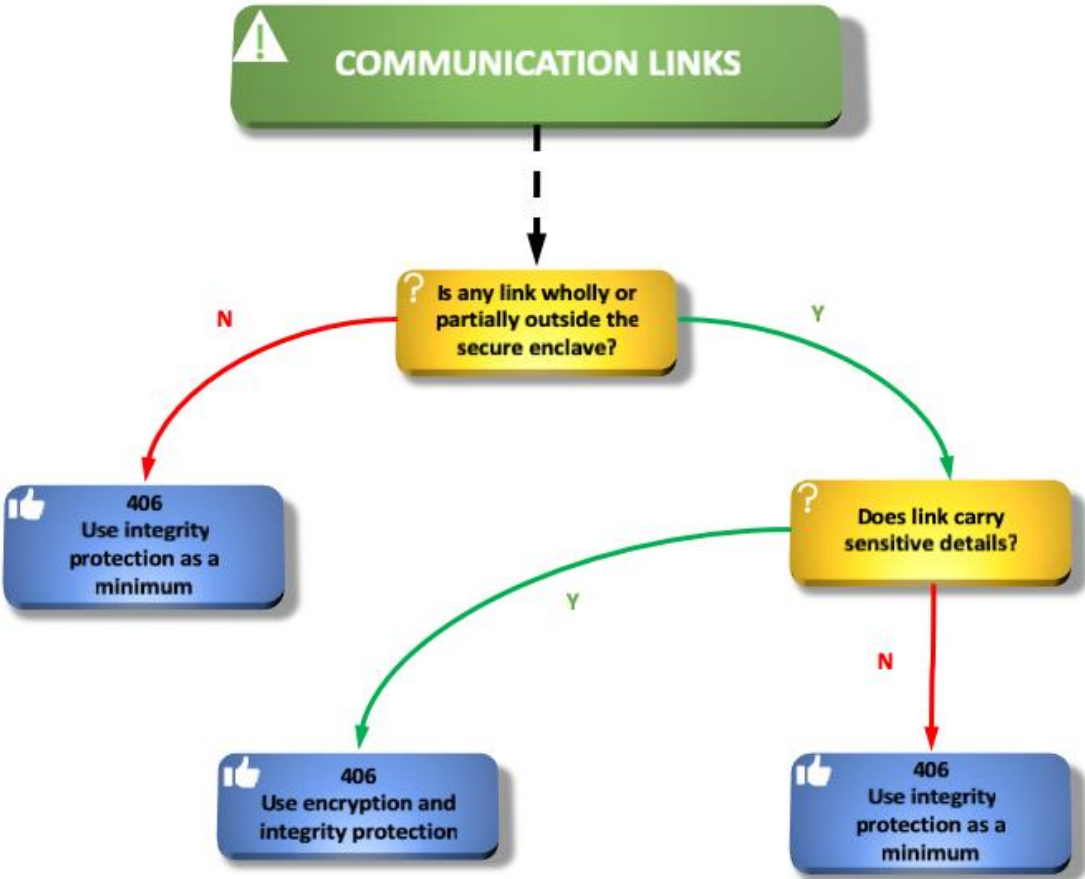 COMMUNICATION LINKS
Is any link wholly or
partially outside the
secure enclave?
N
Y
406
Use integrity
protection as a
minimum
Does link carry
sensitive details?
Y
N
406
Use encryption and
integrity protection
406
Use integrity
protection as a
minimum